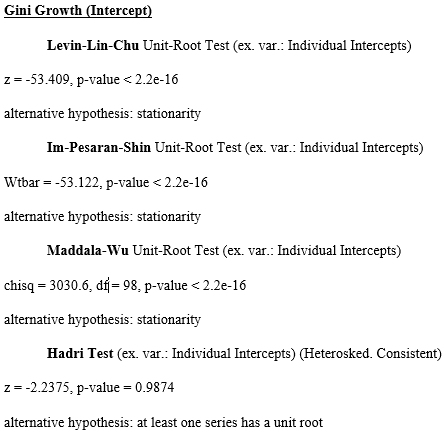 Gini Growth (Intercept)
Levin-Lin-Chu Unit-Root Test (ex. var.: Individual Intercepts)
z = -53.409, p-value < 2.2e-16
alternative hypothesis: stationarity
Im-Pesaran-Shin Unit-Root Test (ex. var.: Individual Intercepts)
Wtbar = -53.122, p-value < 2.2e-16
alternative hypothesis: stationarity
Maddala-Wu Unit-Root Test (ex. var.: Individual Intercepts)
chisq = 3030.6, df = 98, p-value < 2.2e-16
alternative hypothesis: stationarity
Hadri Test (ex. var.: Individual Intercepts) (Heterosked. Consistent)
z = -2.2375, p-value = 0.9874
alternative hypothesis: at least one series has a unit root